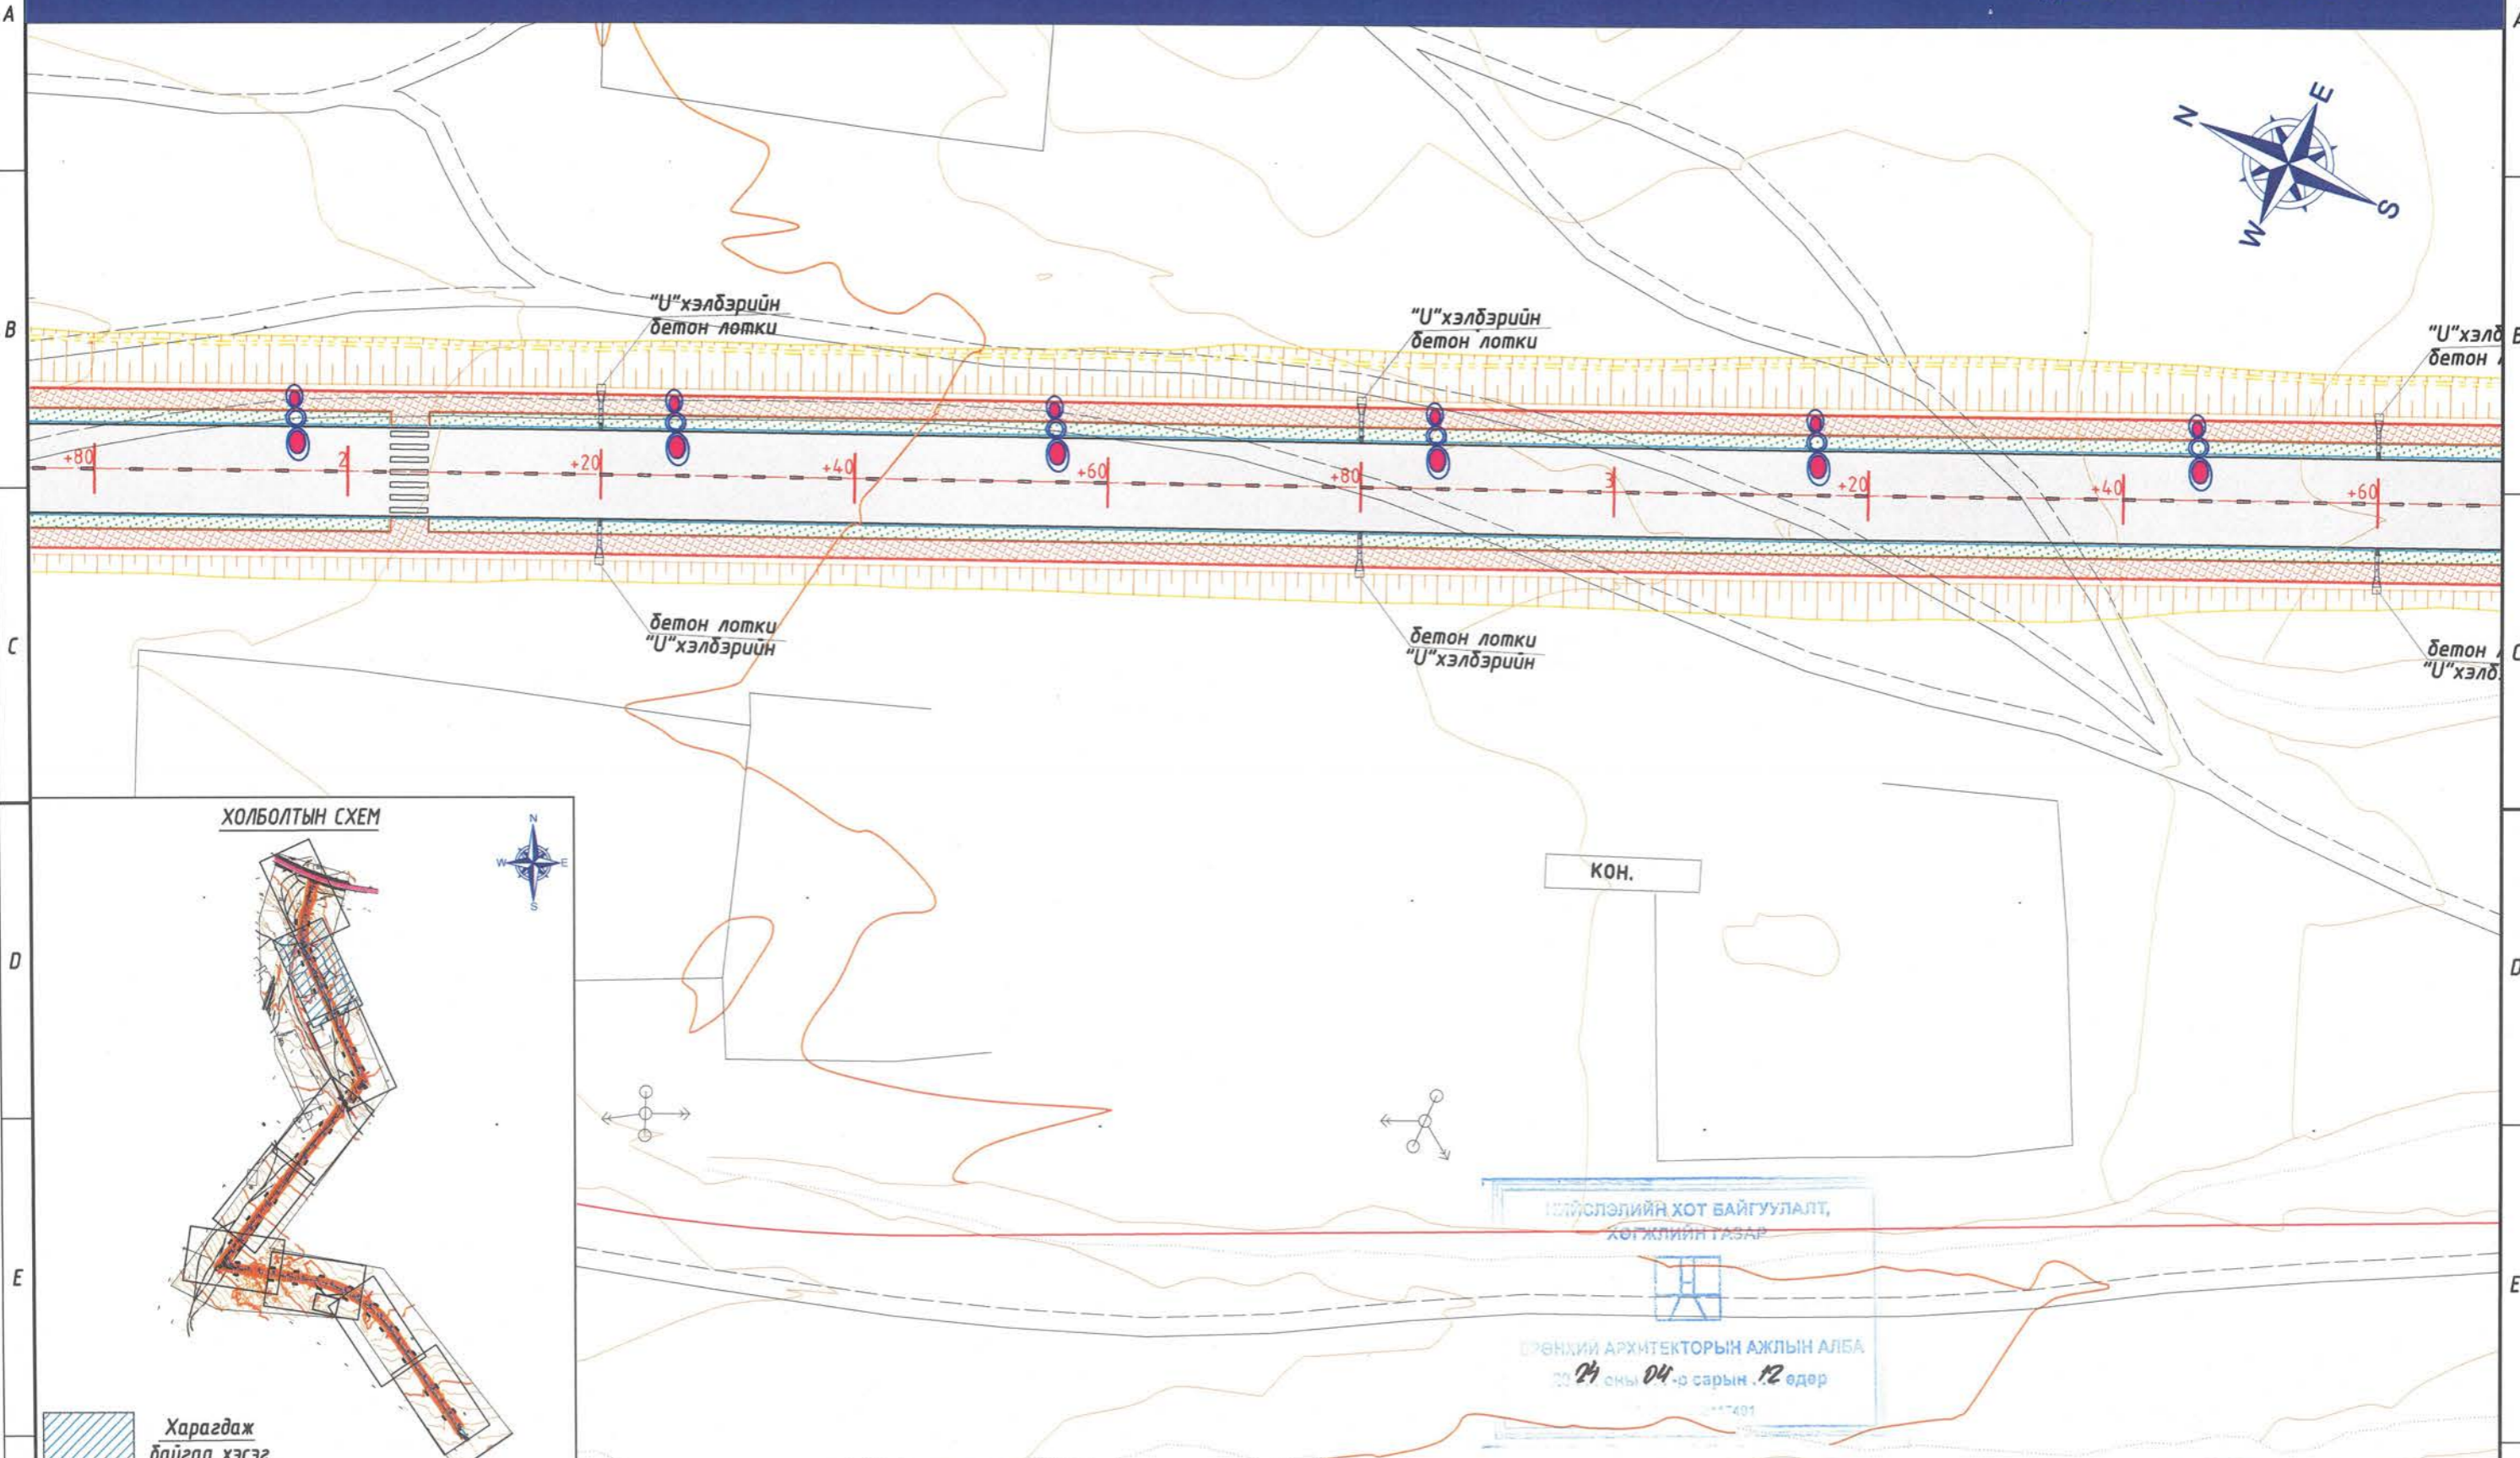 A
N
E
S
W
"U"хэлбэрийн
бетон лотки
"U"хэлбэрийн
бетон лотки
"U"хэлб
бетон
B
B
+80
2
+20
+40
+60
+80
3
+20
+40
+60
бетон лотки
"U"хэлбэрийн
бетон лотки
"U"хэлбэрийн
бетон
"U"хэлб
C
ХОЛБОЛТЫН СХЕМ
N
W
E
S
КОН.
D
D
ХОТ БАЙГУУЛАЛТ,
ХӨГЖЛИЙН ГАЗАР
E
E
АРХИТЕКТОРЫН АЖЛЫН АЛБА
24 оны 04-р сарын 12 өдөр
Харагдаж
байгаа хэсэг